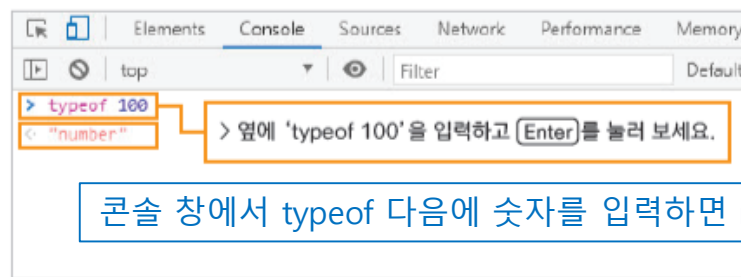 Elements Console Sources Network Performance Memory
top Filter Default
> typeof 100
"number"
> 옆에 ‘typeof 100’을 입력하고 Enter를 눌러 보세요.
콘솔 창에서 typeof 다음에 숫자를 입력하면